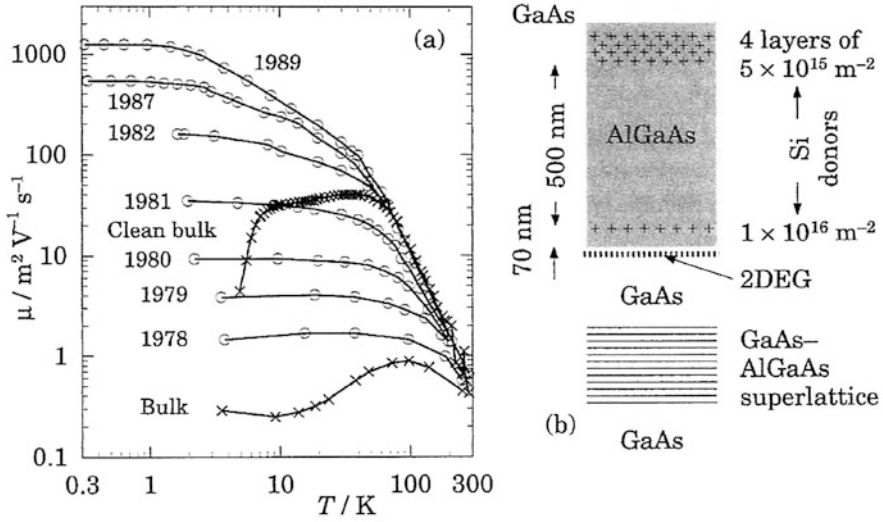 (a)
1000
100
10
1
0.1
μ / m² V⁻¹ s⁻¹
1989
1987
1982
1981
Clean bulk
1980
1979
1978
Bulk
0.3
1
10
100
300
T / K
GaAs
4 layers of
5 × 10¹⁵ m⁻²
AlGaAs
500 nm
Si
donors
1 × 10¹⁶ m⁻²
70 nm
2DEG
GaAs
GaAs–
AlGaAs
superlattice
(b)
GaAs